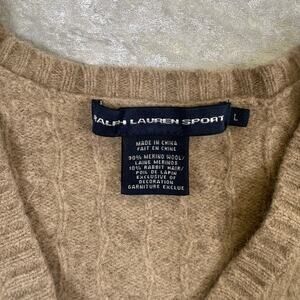 RALPH LAUREN SPORT
L
MADE IN CHINA
FAIT EN CHINE
90% MERINO WOOL/
LAINE MERINOS
10% RABBIT HAIR/
POIL DE LAPIN
EXCLUSIVE OF
DECORATION
GARNITURE EXCLUE